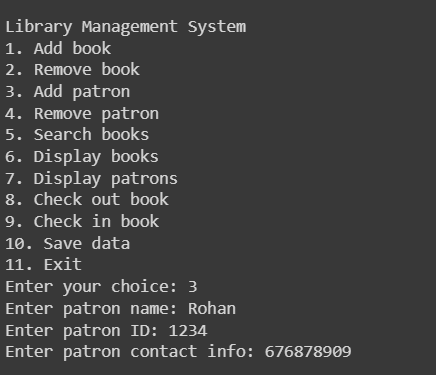 Library Management System
1. Add book
2. Remove book
3. Add patron
4. Remove patron
5. Search books
6. Display books
7. Display patrons
8. Check out book
9. Check in book
10. Save data
11. Exit
Enter your choice: 3
Enter patron name: Rohan
Enter patron ID: 1234
Enter patron contact info: 676878909